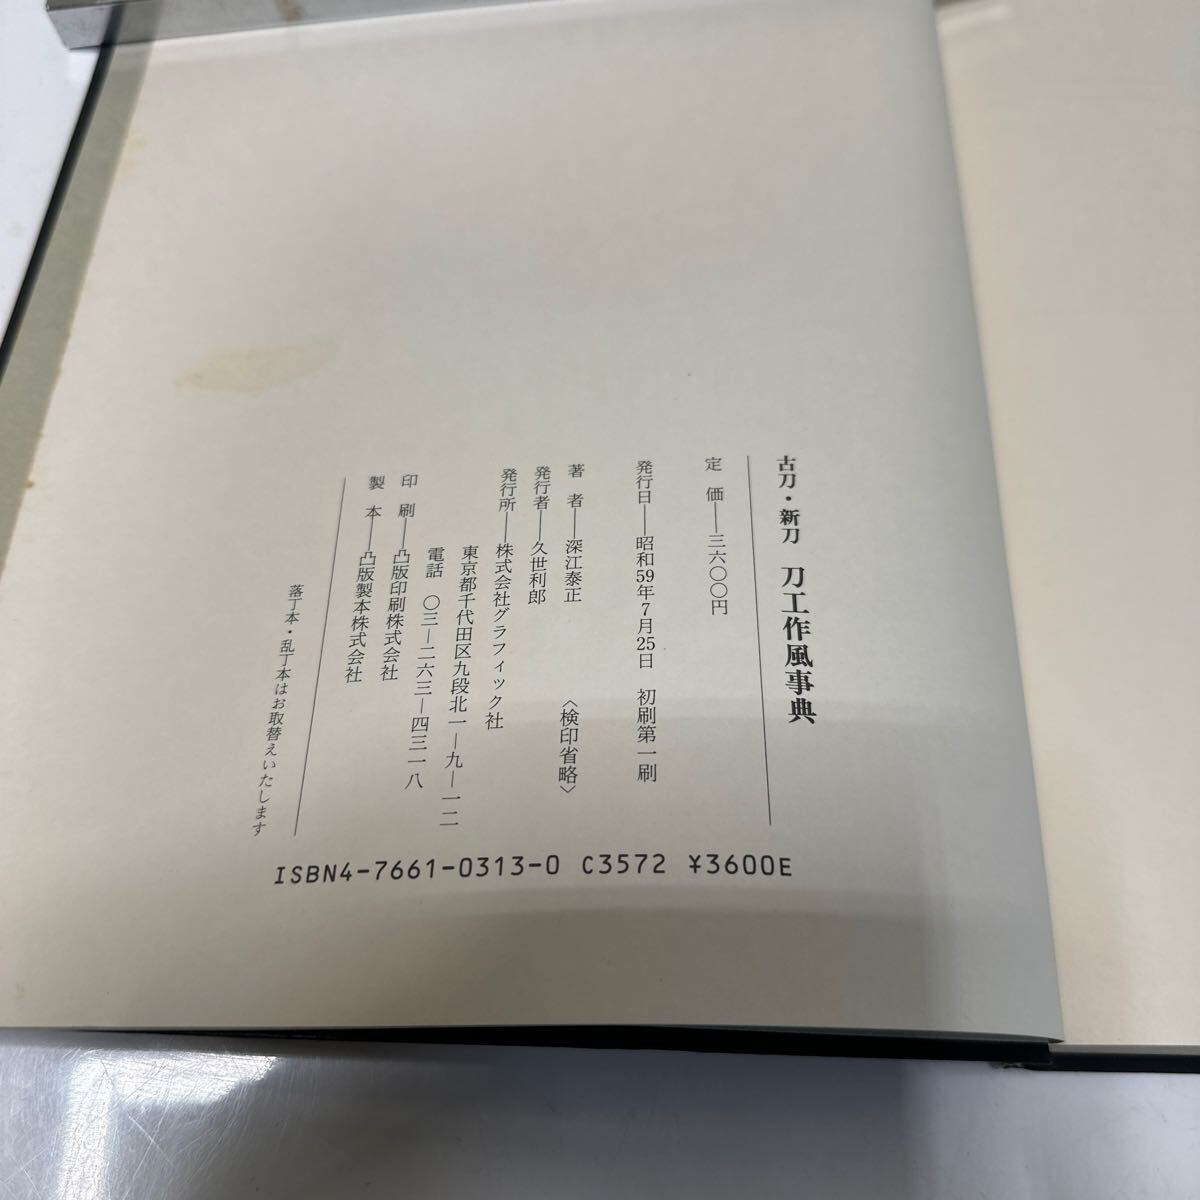 古刀・新刀 刀工作風事典
定価——三六〇〇円
発行日——昭和59年7月25日 初刷第一刷
著者——深江泰正 〈検印省略〉
発行者——久世利郎
発行所——株式会社グラフィック社
東京都千代田区九段北一—九—一二
電話 〇三—二六三—四三一八
印刷——凸版印刷株式会社
製本——凸版製本株式会社
落丁本・乱丁本はお取替えいたします
ISBN4-7661-0313-0 C3572 ¥3600E